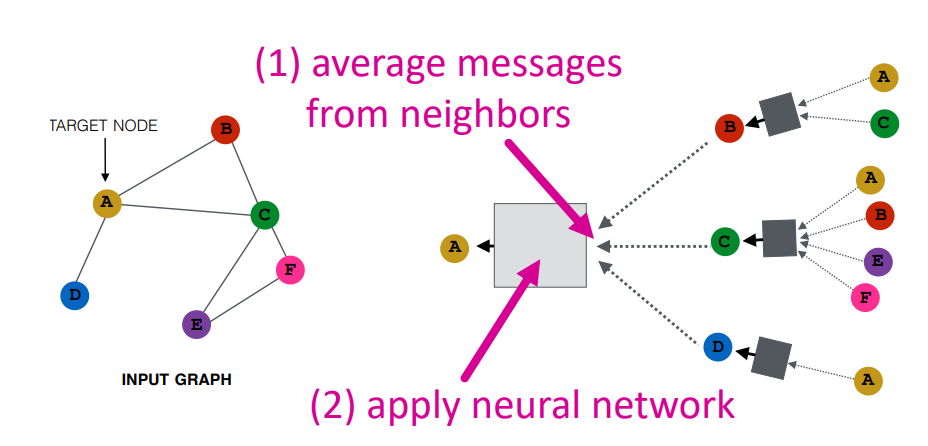 (1) average messages
from neighbors
TARGET NODE
A
B
C
D
E
F
INPUT GRAPH
A
B
C
D
A
C
A
B
E
F
A
(2) apply neural network